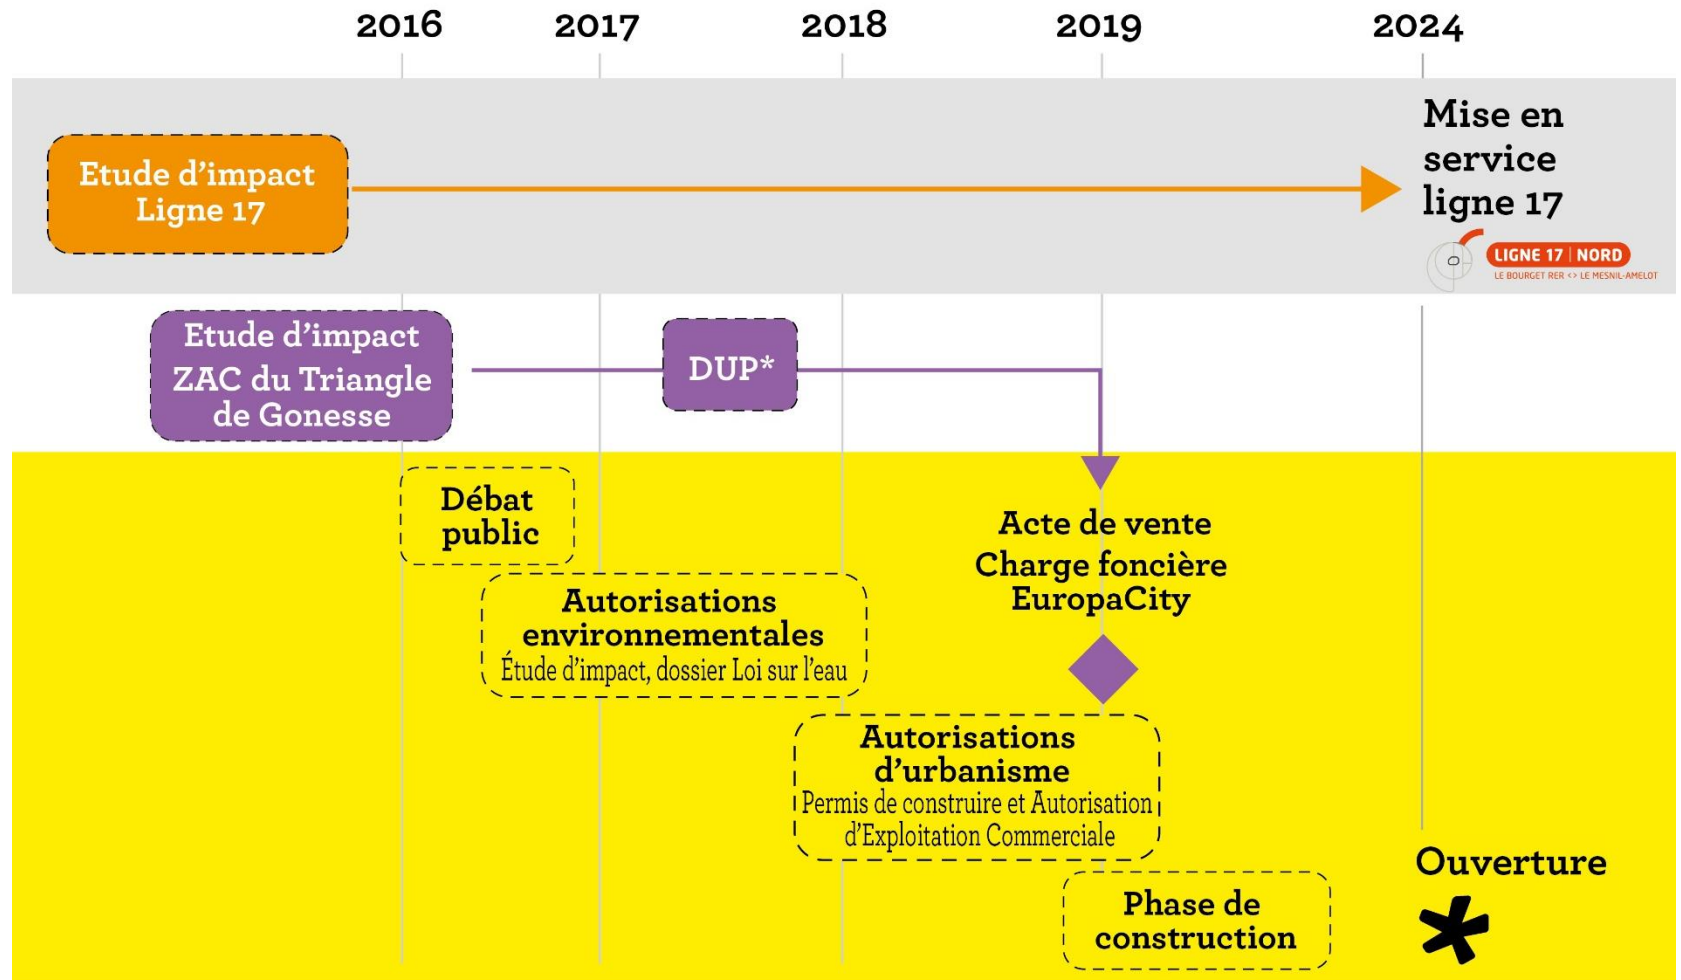 2016 2017 2018 2019 2024
Etude d’impact
Ligne 17
Mise en
service
ligne 17
LIGNE 17 | NORD
LE BOURGET RER <> LE MESNIL-AMELOT
Etude d’impact
ZAC du Triangle
de Gonesse
DUP*
Débat
public
Autorisations
environnementales
Étude d’impact, dossier Loi sur l’eau
Acte de vente
Charge foncière
EuropaCity
Autorisations
d’urbanisme
Permis de construire et Autorisation
d’Exploitation Commerciale
Phase de
construction
Ouverture